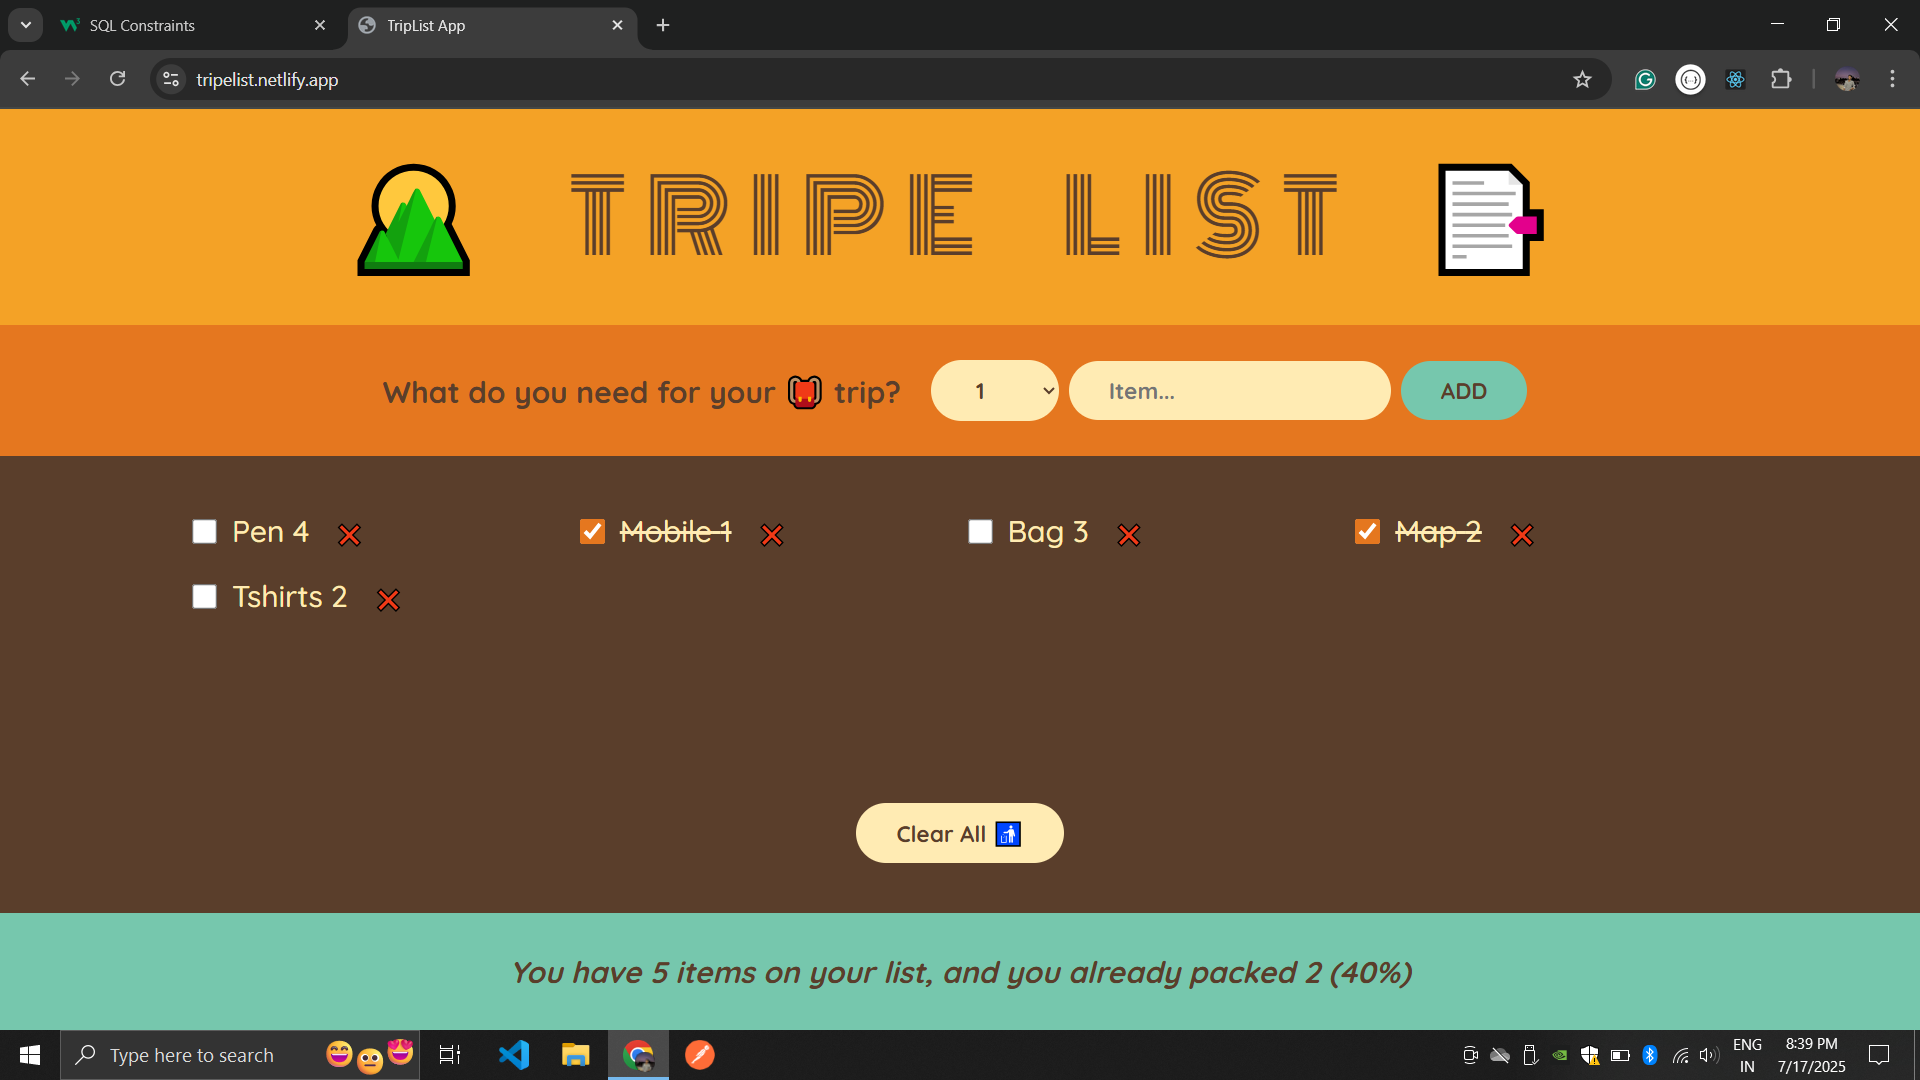 SQL Constraints
TripList App
tripelist.netlify.app
TRIPE LIST
What do you need for your trip?
1
Item...
ADD
Pen 4
Mobile 1
Bag 3
Map 2
Tshirts 2
Clear All
You have 5 items on your list, and you already packed 2 (40%)
Type here to search
ENG
IN
8:39 PM
7/17/2025